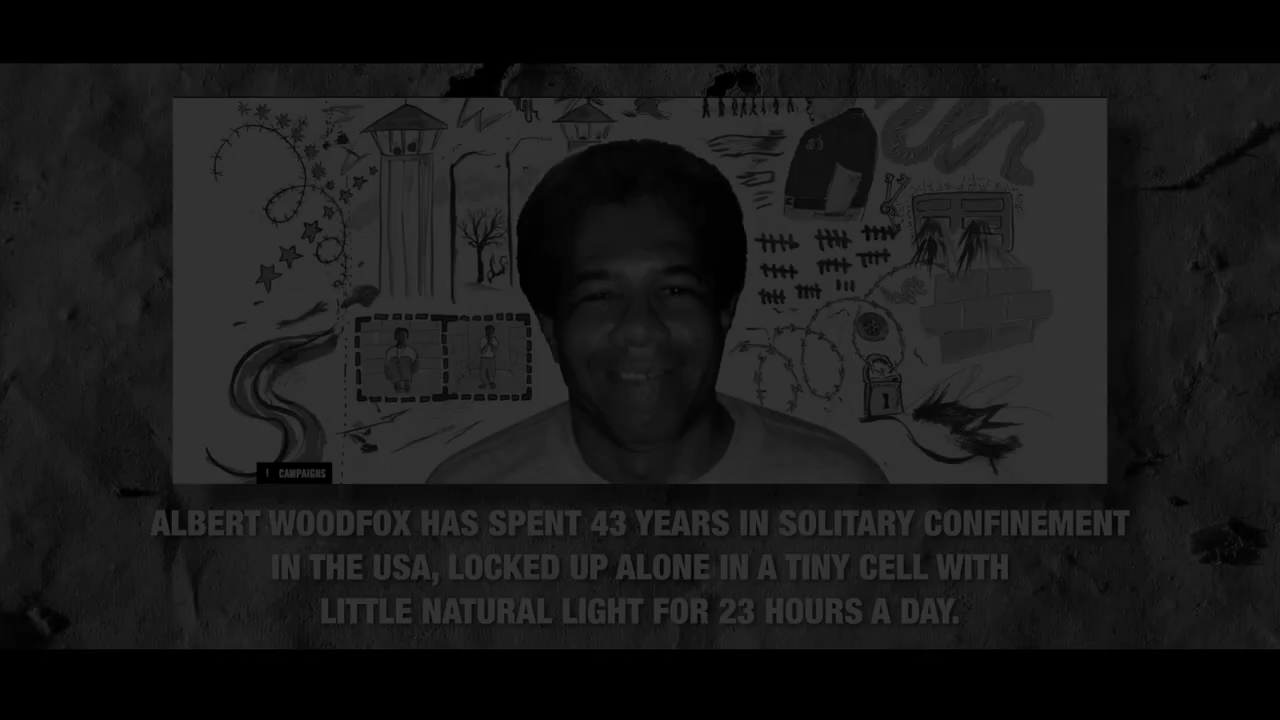 CAMPAIGNS
1
ALBERT WOODFOX HAS SPENT 43 YEARS IN SOLITARY CONFINEMENT
IN THE USA, LOCKED UP ALONE IN A TINY CELL WITH
LITTLE NATURAL LIGHT FOR 23 HOURS A DAY.